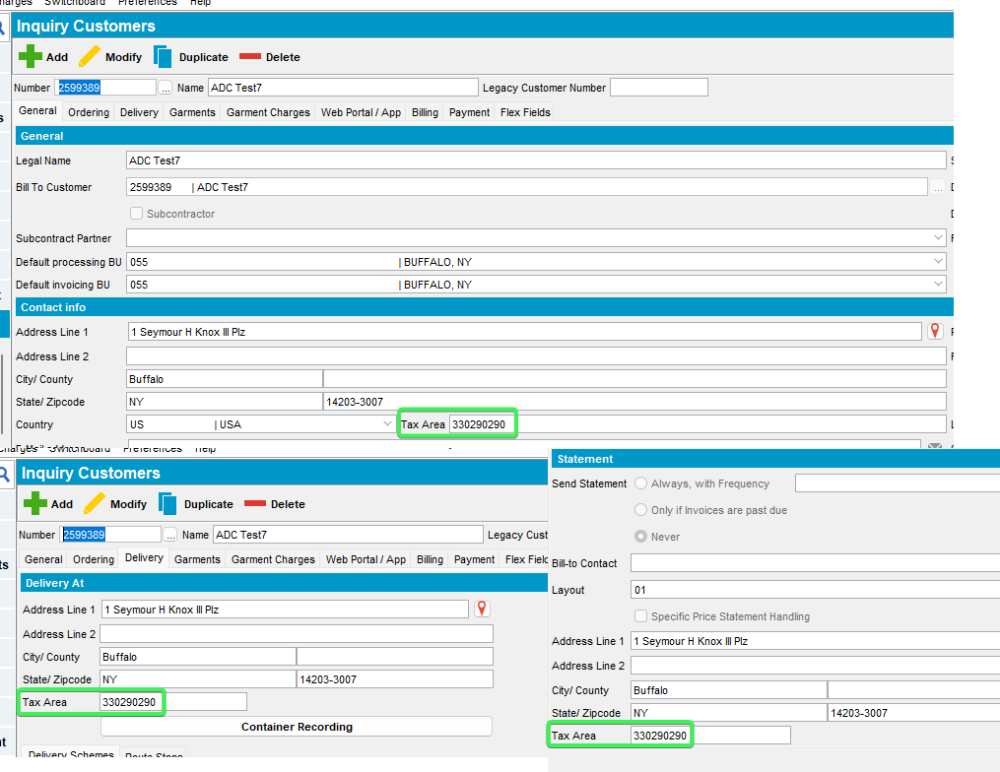 Charges Switchboard Preferences Help
Inquiry Customers
Add Modify Duplicate Delete
Number 2599389 ... Name ADC Test7 Legacy Customer Number
General Ordering Delivery Garments Garment Charges Web Portal / App Billing Payment Flex Fields
General
Legal Name ADC Test7
Bill To Customer 2599389 | ADC Test7 ...
Subcontractor
Subcontract Partner
Default processing BU 055 | BUFFALO, NY
Default invoicing BU 055 | BUFFALO, NY
Contact info
Address Line 1 1 Seymour H Knox III Plz
Address Line 2
City/ County Buffalo
State/ Zipcode NY 14203-3007
Country US | USA Tax Area 330290290
Charges Switchboard Preferences Help
Inquiry Customers
Add Modify Duplicate Delete
Number 2599389 ... Name ADC Test7 Legacy Cust
General Ordering Delivery Garments Garment Charges Web Portal / App Billing Payment Flex Field
Delivery At
Address Line 1 1 Seymour H Knox III Plz
Address Line 2
City/ County Buffalo
State/ Zipcode NY 14203-3007
Tax Area 330290290
Container Recording
Delivery Schemes Route Stops
Statement
Send Statement Always, with Frequency
Only if Invoices are past due
Never
Bill-to Contact
Layout 01
Specific Price Statement Handling
Address Line 1 1 Seymour H Knox III Plz
Address Line 2
City/ County Buffalo
State/ Zipcode NY 14203-3007
Tax Area 330290290